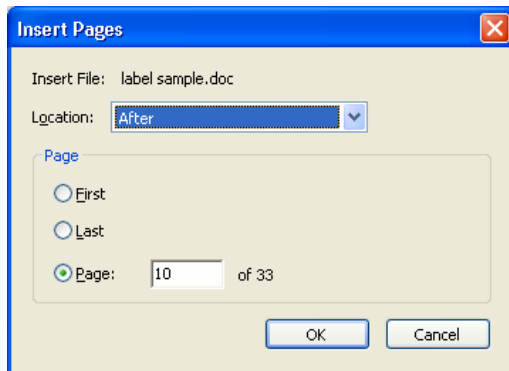 Insert Pages
Insert File: label sample.doc
Location: After
Page
First
Last
Page: 10 of 33
OK Cancel